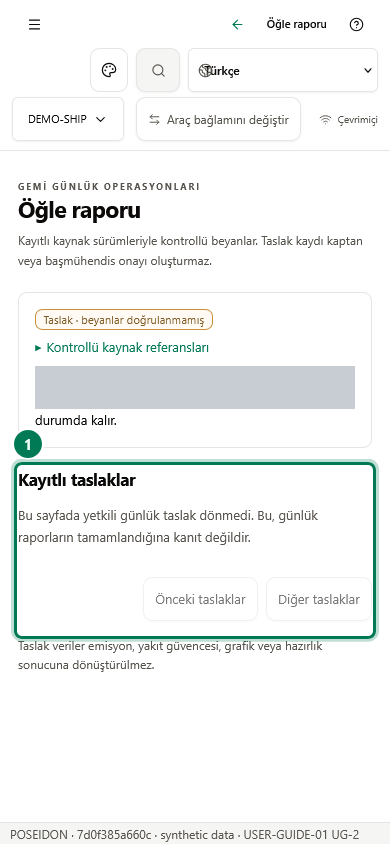 Öğle raporu
Türkçe
DEMO-SHIP
Araç bağlamını değiştir
Çevrimiçi
GEMİ GÜNLÜK OPERASYONLARI
Öğle raporu
Kayıtlı kaynak sürümleriyle kontrollü beyanlar. Taslak kaydı kaptan
veya başmühendis onayı oluşturmaz.
Taslak · beyanlar doğrulanmamış
▸ Kontrollü kaynak referansları
durumda kalır.
1
Kayıtlı taslaklar
Bu sayfada yetkili günlük taslak dönmedi. Bu, günlük
raporların tamamlandığına kanıt değildir.
Önceki taslaklar
Diğer taslaklar
Taslak veriler emisyon, yakıt güvencesi, grafik veya hazırlık
sonucuna dönüştürülmez.
POSEIDON · 7d0f385a660c · synthetic data · USER-GUIDE-01 UG-2